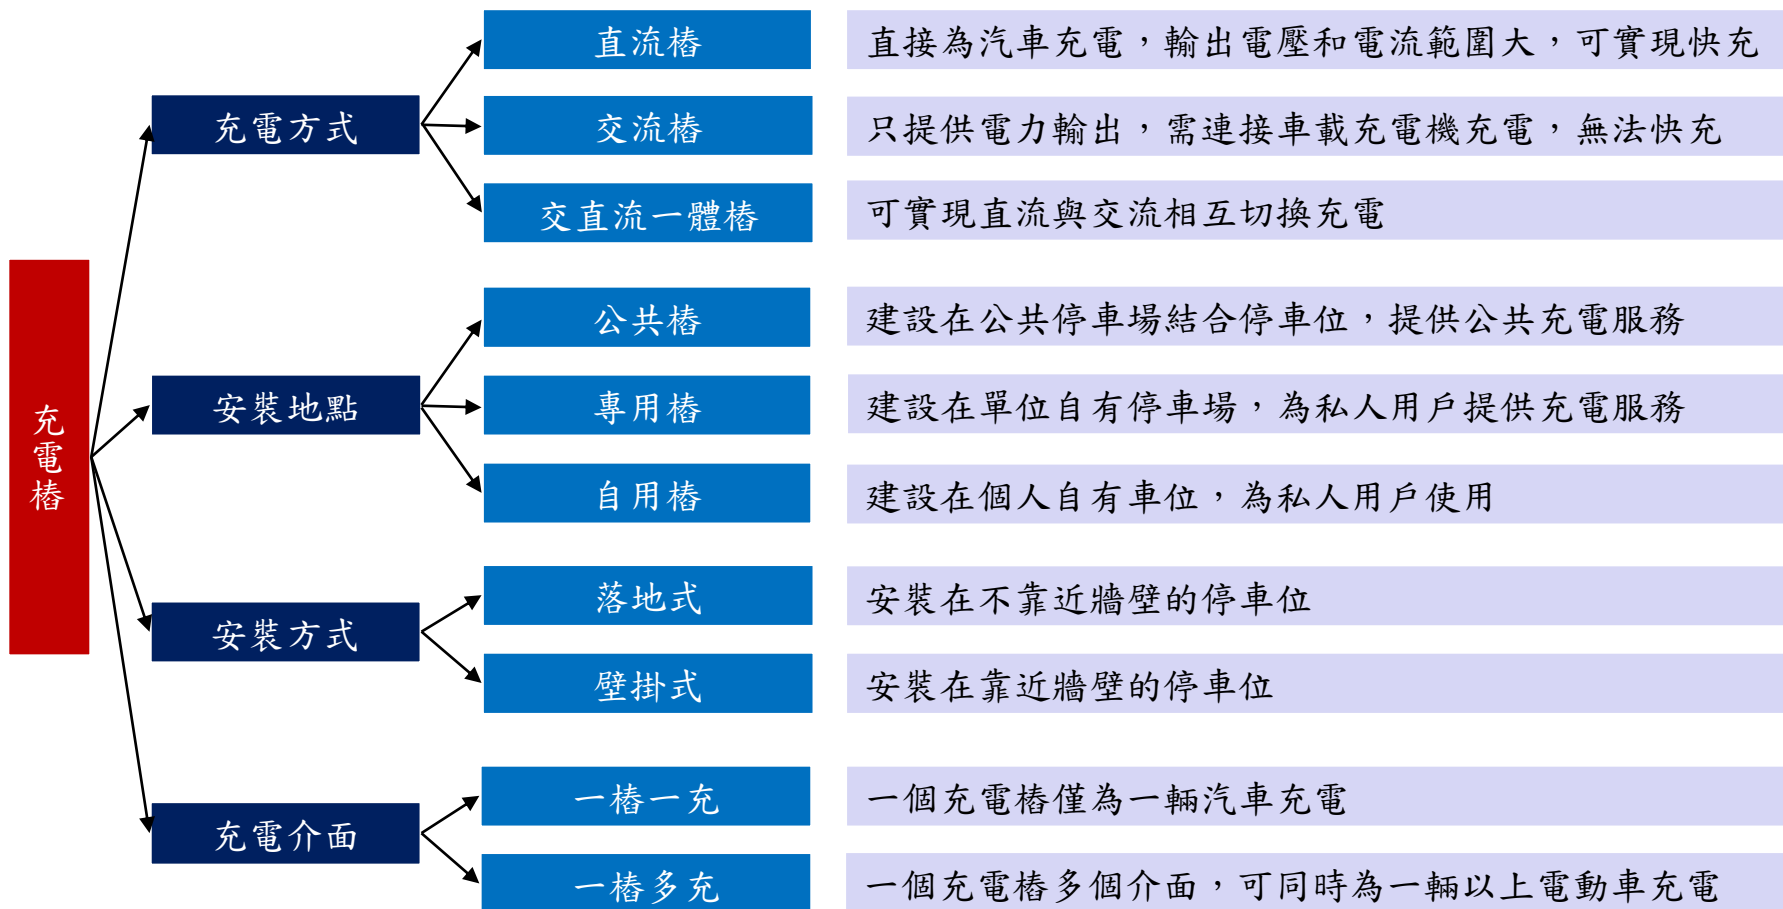 充電樁
充電方式
直流樁
直接為汽車充電，輸出電壓和電流範圍大，可實現快充
交流樁
只提供電力輸出，需連接車載充電機充電，無法快充
交直流一體樁
可實現直流與交流相互切換充電
安裝地點
公共樁
建設在公共停車場結合停車位，提供公共充電服務
專用樁
建設在單位自有停車場，為私人用戶提供充電服務
自用樁
建設在個人自有車位，為私人用戶使用
安裝方式
落地式
安裝在不靠近牆壁的停車位
壁掛式
安裝在靠近牆壁的停車位
充電介面
一樁一充
一個充電樁僅為一輛汽車充電
一樁多充
一個充電樁多個介面，可同時為一輛以上電動車充電